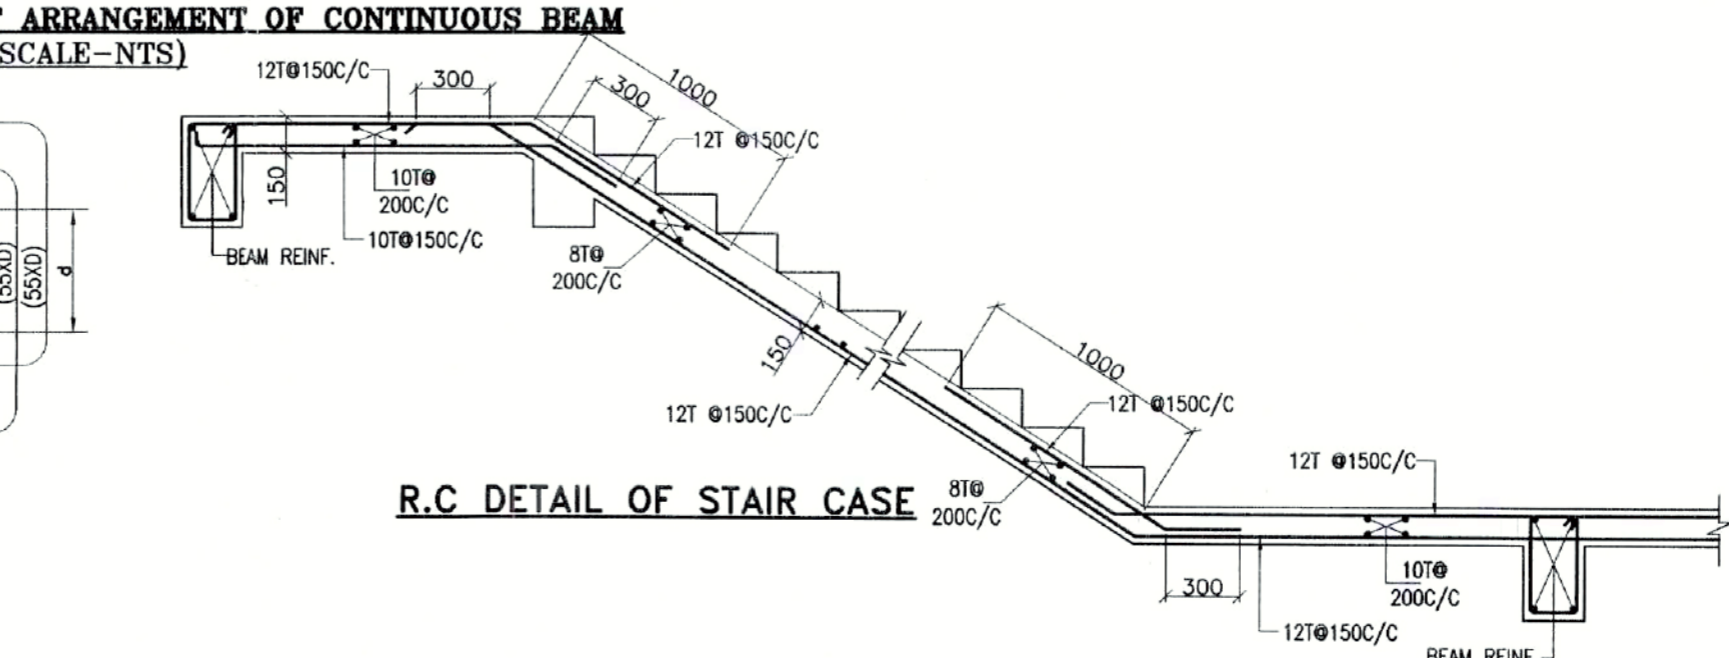 ARRANGEMENT OF CONTINUOUS BEAM
(SCALE-NTS)
12T@150C/C
300
1000
300
12T @150C/C
150
10T@
200C/C
10T@150C/C
BEAM REINF.
8T@
200C/C
(55XD)
(55XD)
d
150
12T @150C/C
1000
12T @150C/C
R.C DETAIL OF STAIR CASE
8T@
200C/C
12T @150C/C
300
10T@
200C/C
12T@150C/C
BEAM REINF